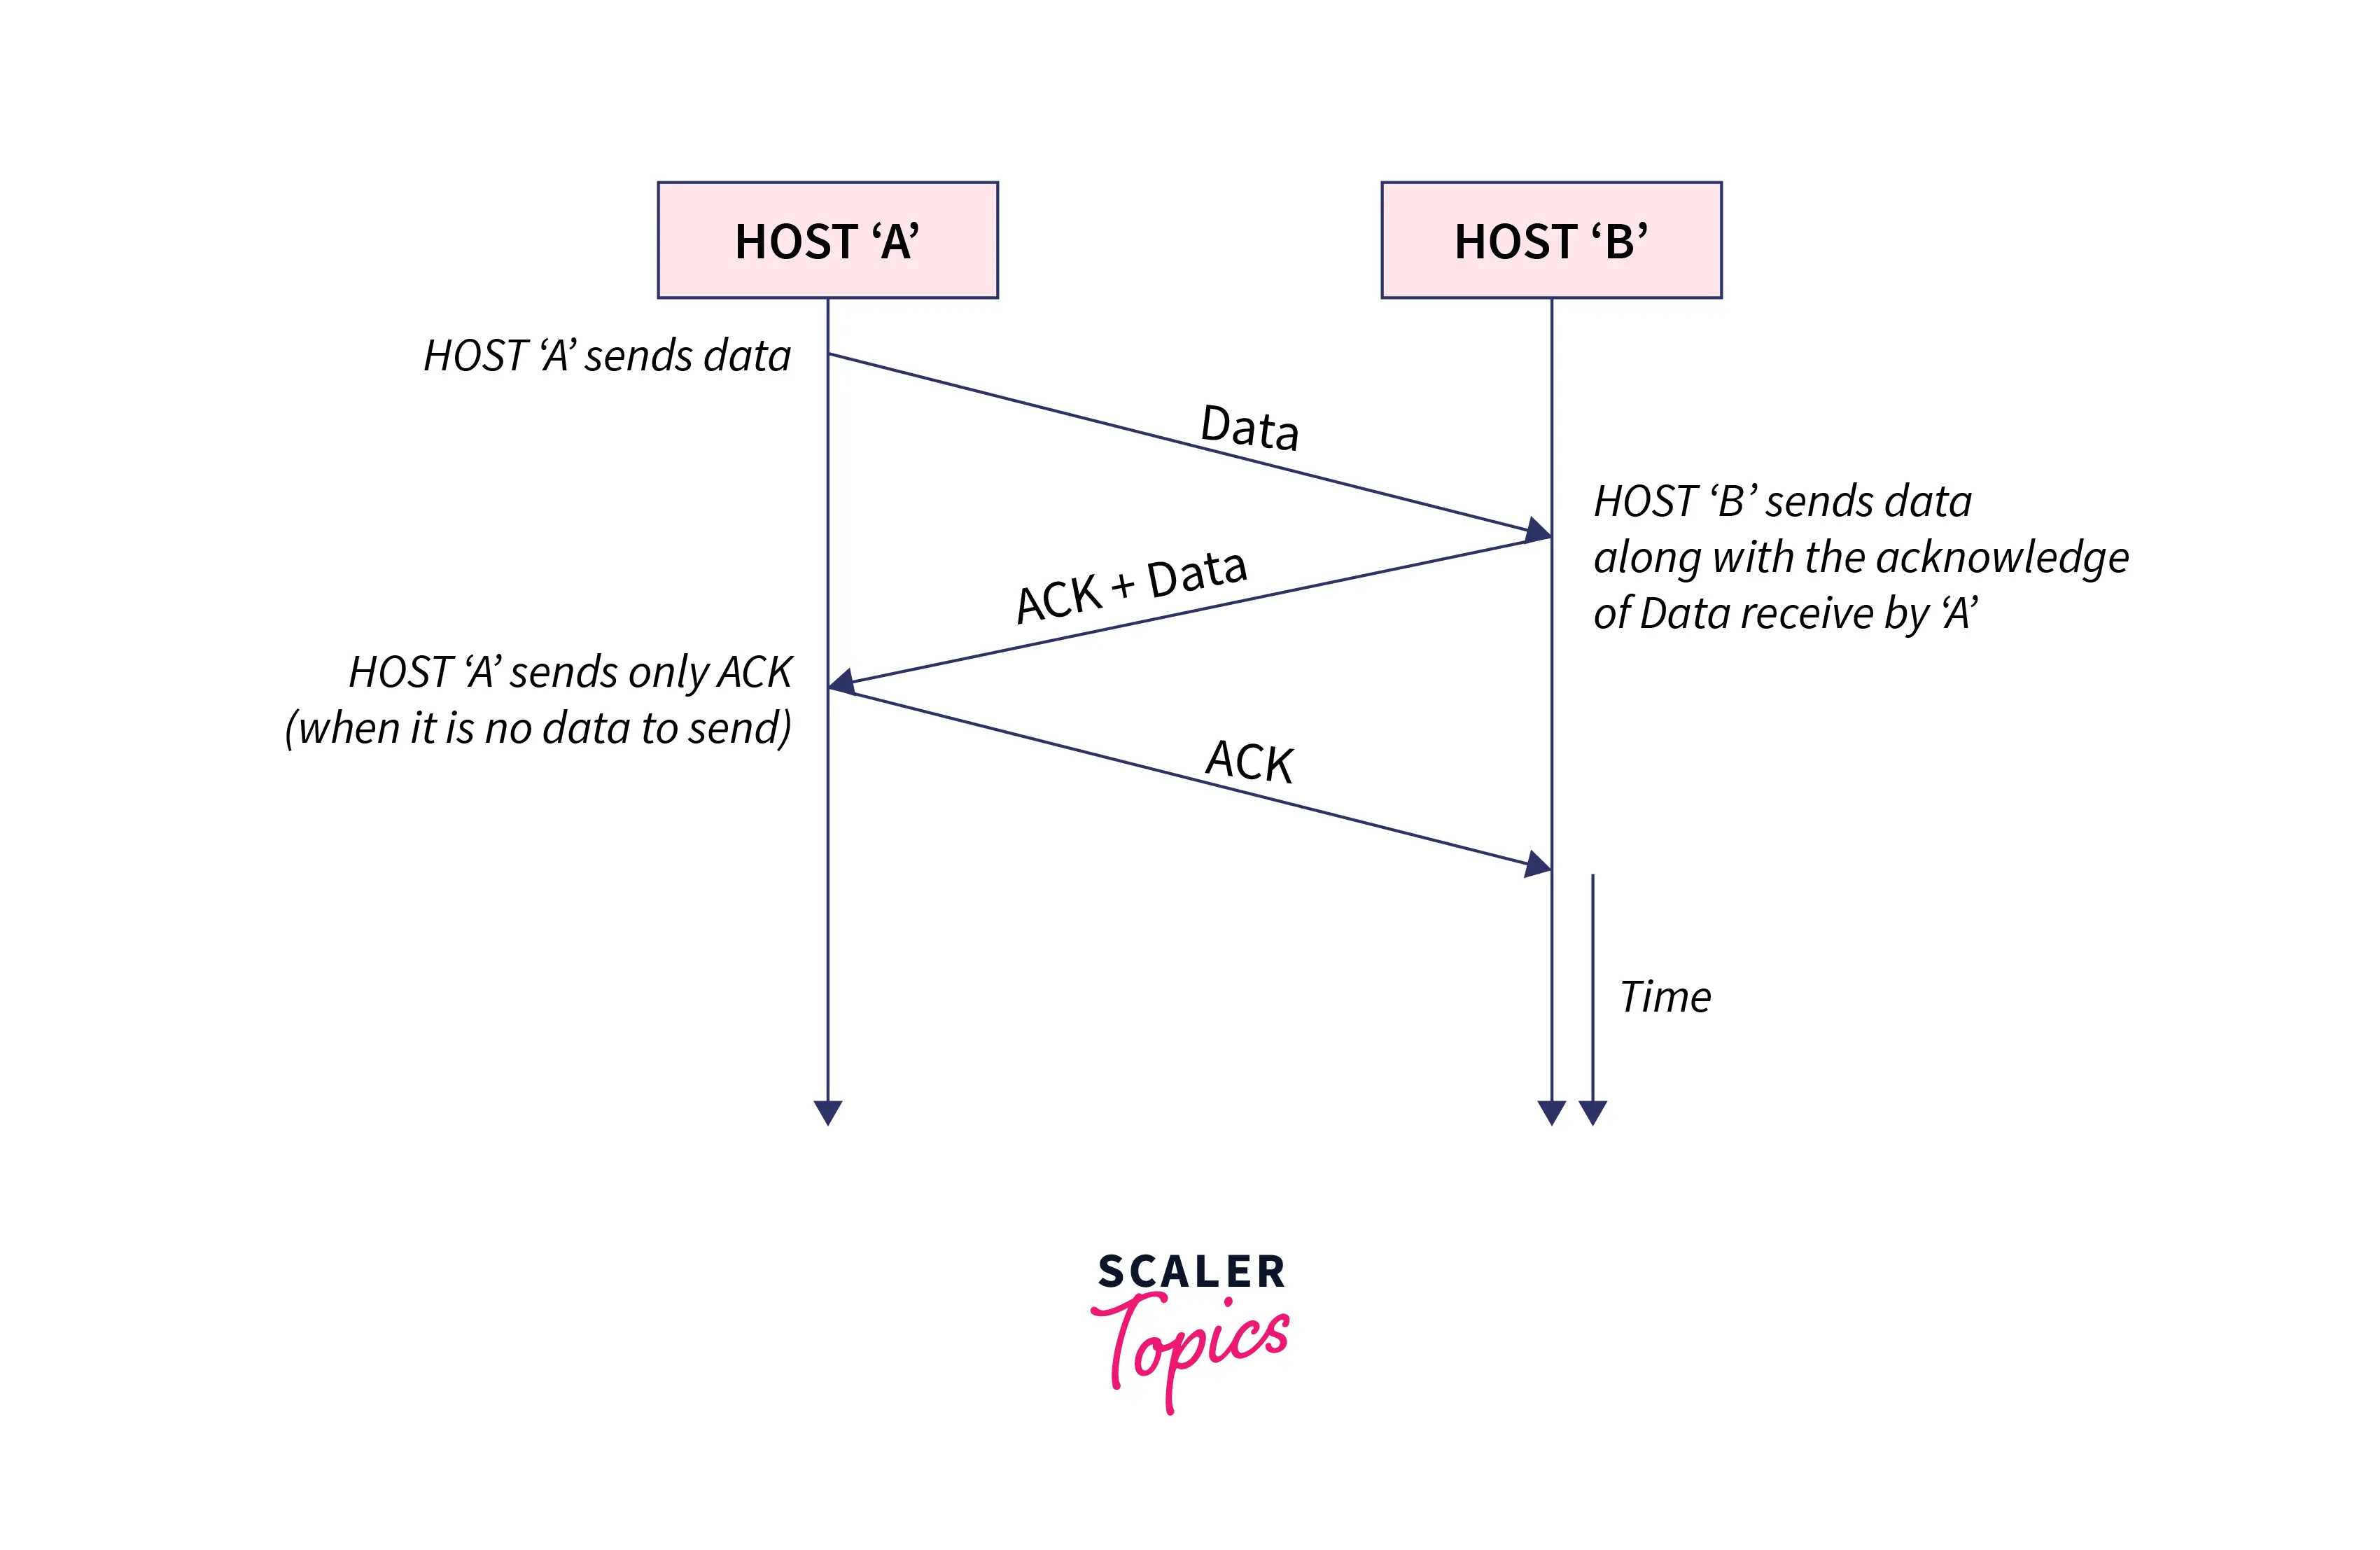 HOST ‘A’
HOST ‘B’
HOST ‘A’ sends data
Data
HOST ‘B’ sends data
along with the acknowledge
of Data receive by ‘A’
ACK + Data
HOST ‘A’ sends only ACK
(when it is no data to send)
ACK
Time
SCALER
Topics